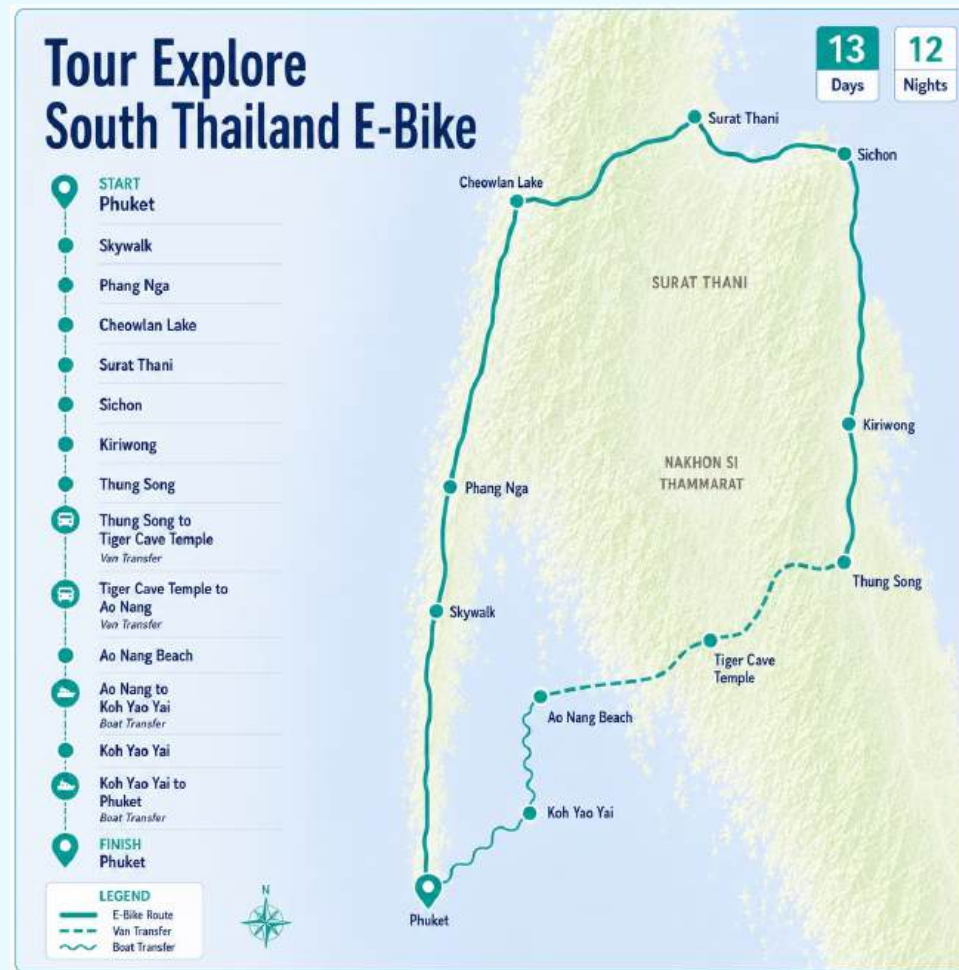 Tour Explore
South Thailand E-Bike
13
Days
12
Nights
START
Phuket
Skywalk
Phang Nga
Cheowlan Lake
Surat Thani
Sichon
Kiriwong
Thung Song
Thung Song to
Tiger Cave Temple
Van Transfer
Tiger Cave Temple to
Ao Nang
Van Transfer
Ao Nang Beach
Ao Nang to
Koh Yao Yai
Boat Transfer
Koh Yao Yai
Koh Yao Yai to
Phuket
Boat Transfer
FINISH
Phuket
LEGEND
E-Bike Route
Van Transfer
Boat Transfer
N
Surat Thani
Sichon
Cheowlan Lake
SURAT THANI
Kiriwong
NAKHON SI
THAMMARAT
Phang Nga
Thung Song
Skywalk
Tiger Cave
Temple
Ao Nang Beach
Koh Yao Yai
Phuket